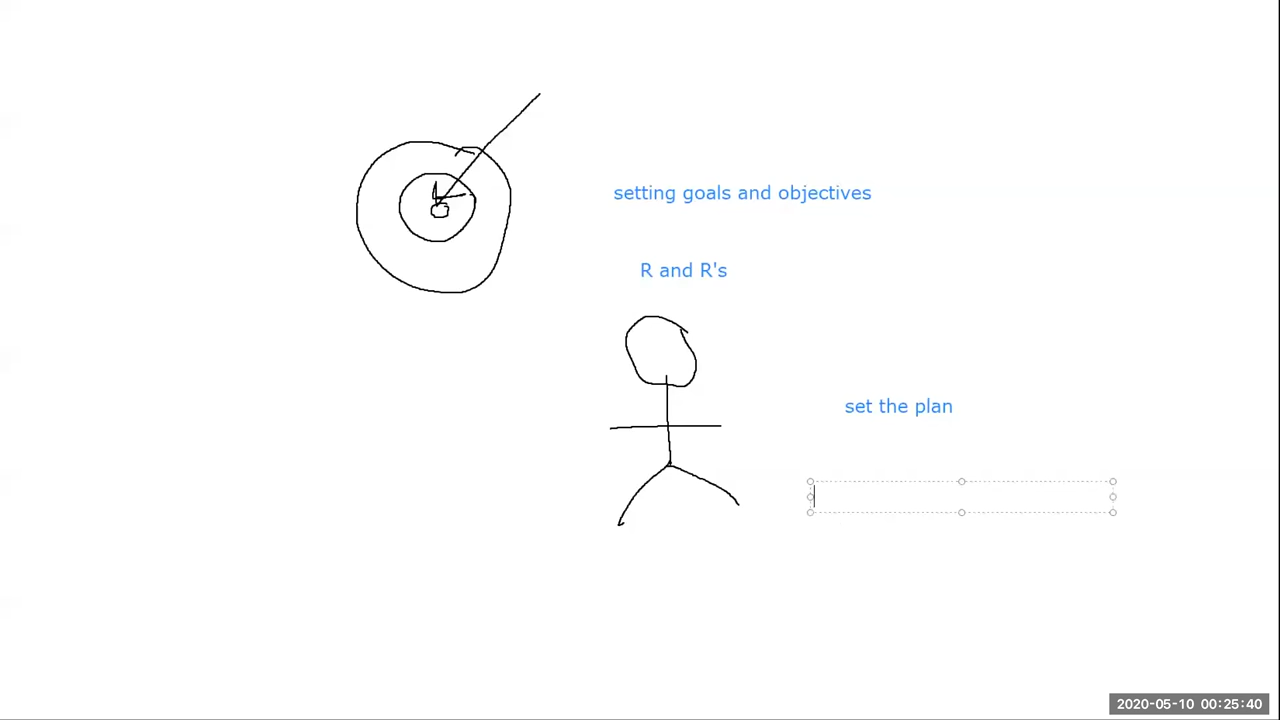 setting goals and objectives
R and R's
set the plan
2020-05-10 00:25:40